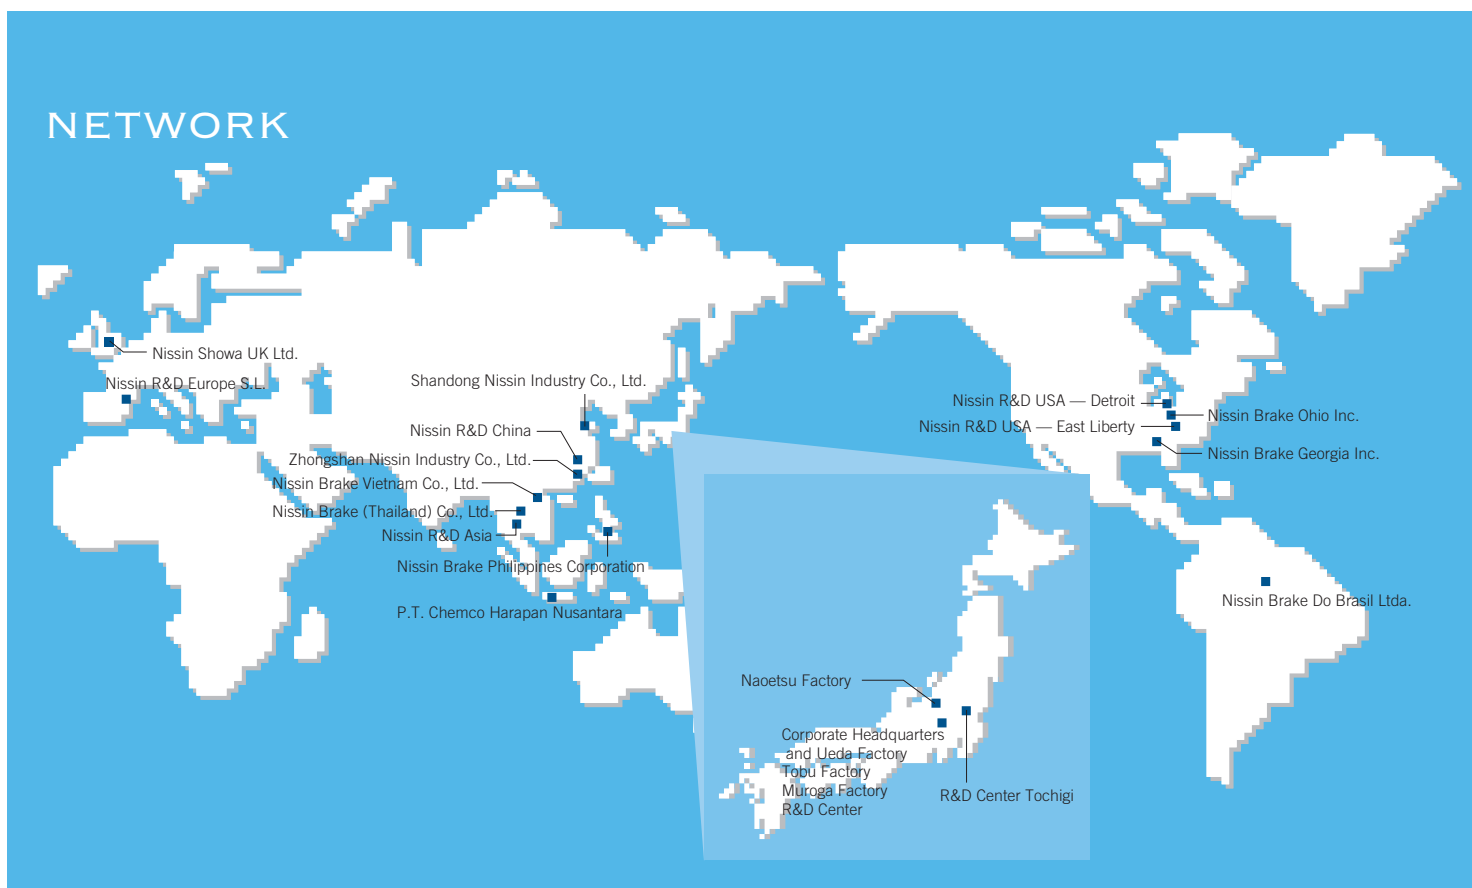 NETWORK
Nissin Showa UK Ltd.
Nissin R&D Europe S.L.
Shandong Nissin Industry Co., Ltd.
Nissin R&D China
Zhongshan Nissin Industry Co., Ltd.
Nissin Brake Vietnam Co., Ltd.
Nissin Brake (Thailand) Co., Ltd.
Nissin R&D Asia
Nissin Brake Philippines Corporation
P.T. Chemco Harapan Nusantara
Nissin R&D USA — Detroit
Nissin Brake Ohio Inc.
Nissin R&D USA — East Liberty
Nissin Brake Georgia Inc.
Nissin Brake Do Brasil Ltda.
Naoetsu Factory
Corporate Headquarters
and Ueda Factory
Tobu Factory
Muroga Factory
R&D Center
R&D Center Tochigi